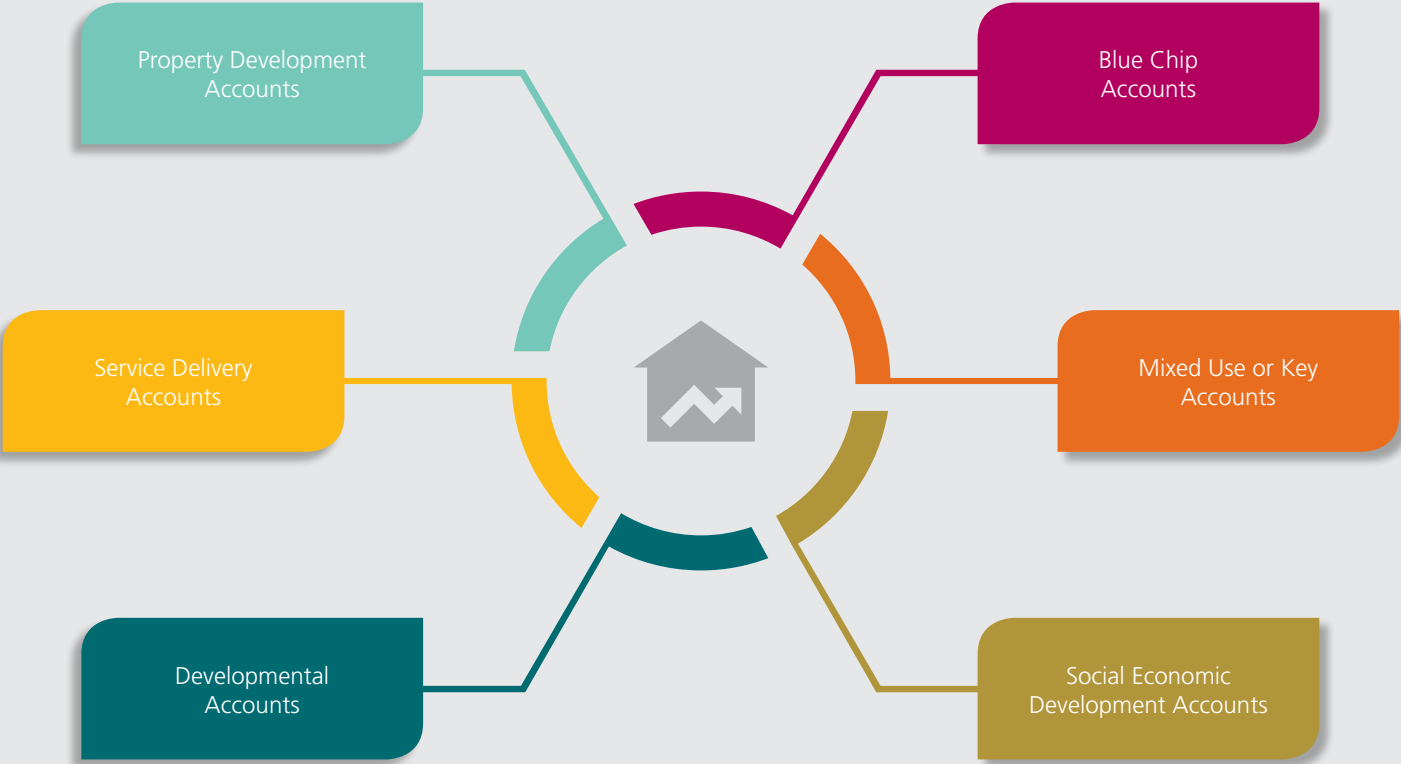 Property Development
Accounts
Blue Chip
Accounts
Service Delivery
Accounts
Mixed Use or Key
Accounts
Developmental
Accounts
Social Economic
Development Accounts